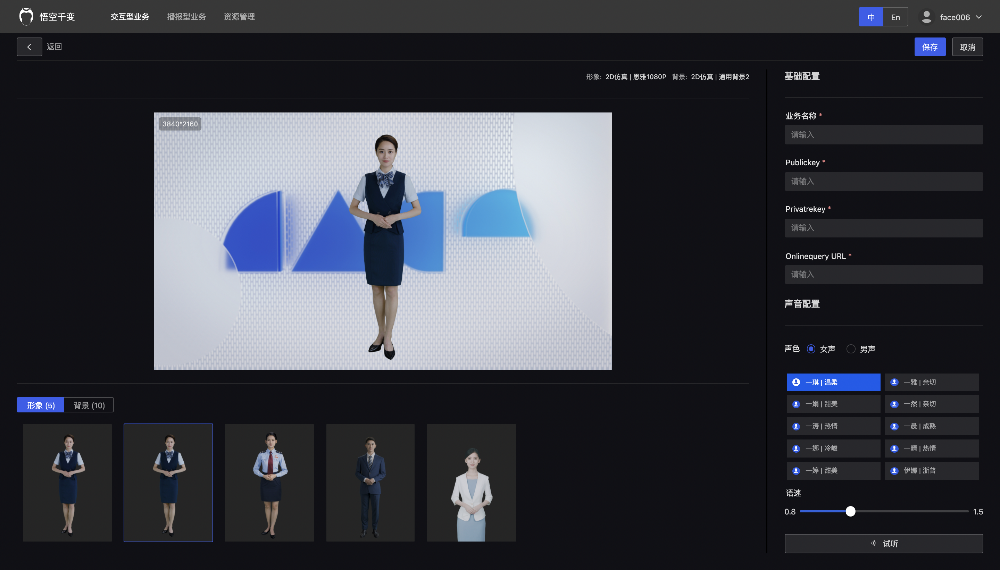 悟空千变
交互型业务 播报型业务 资源管理
中 En face006
返回
保存 取消
形象: 2D仿真 | 思雅1080P 背景: 2D仿真 | 通用背景2
3840*2160
形象 (5) 背景 (10)
基础配置
业务名称 *
请输入
Publickey *
请输入
Privatrekey *
请输入
Onlinequery URL *
请输入
声音配置
声色 女声 男声
一琪 | 温柔 一雅 | 亲切
一娟 | 甜美 一然 | 亲切
一涛 | 热情 一晨 | 成熟
一娜 | 冷峻 一晴 | 热情
一婷 | 甜美 伊娜 | 浙普
语速
0.8 1.5
试听